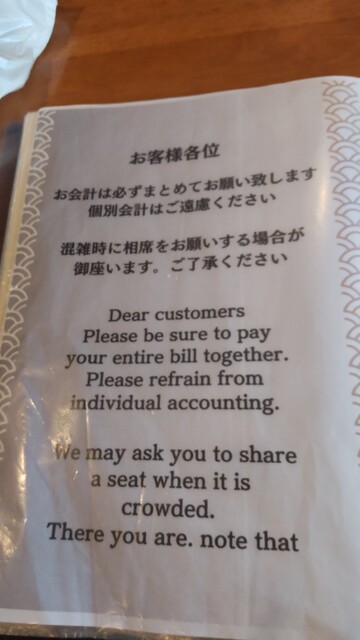 お客様各位
お会計は必ずまとめてお願い致します
個別会計はご遠慮ください
混雑時に相席をお願いする場合が
御座います。ご了承ください
Dear customers
Please be sure to pay
your entire bill together.
Please refrain from
individual accounting.
We may ask you to share
a seat when it is
crowded.
There you are. note that